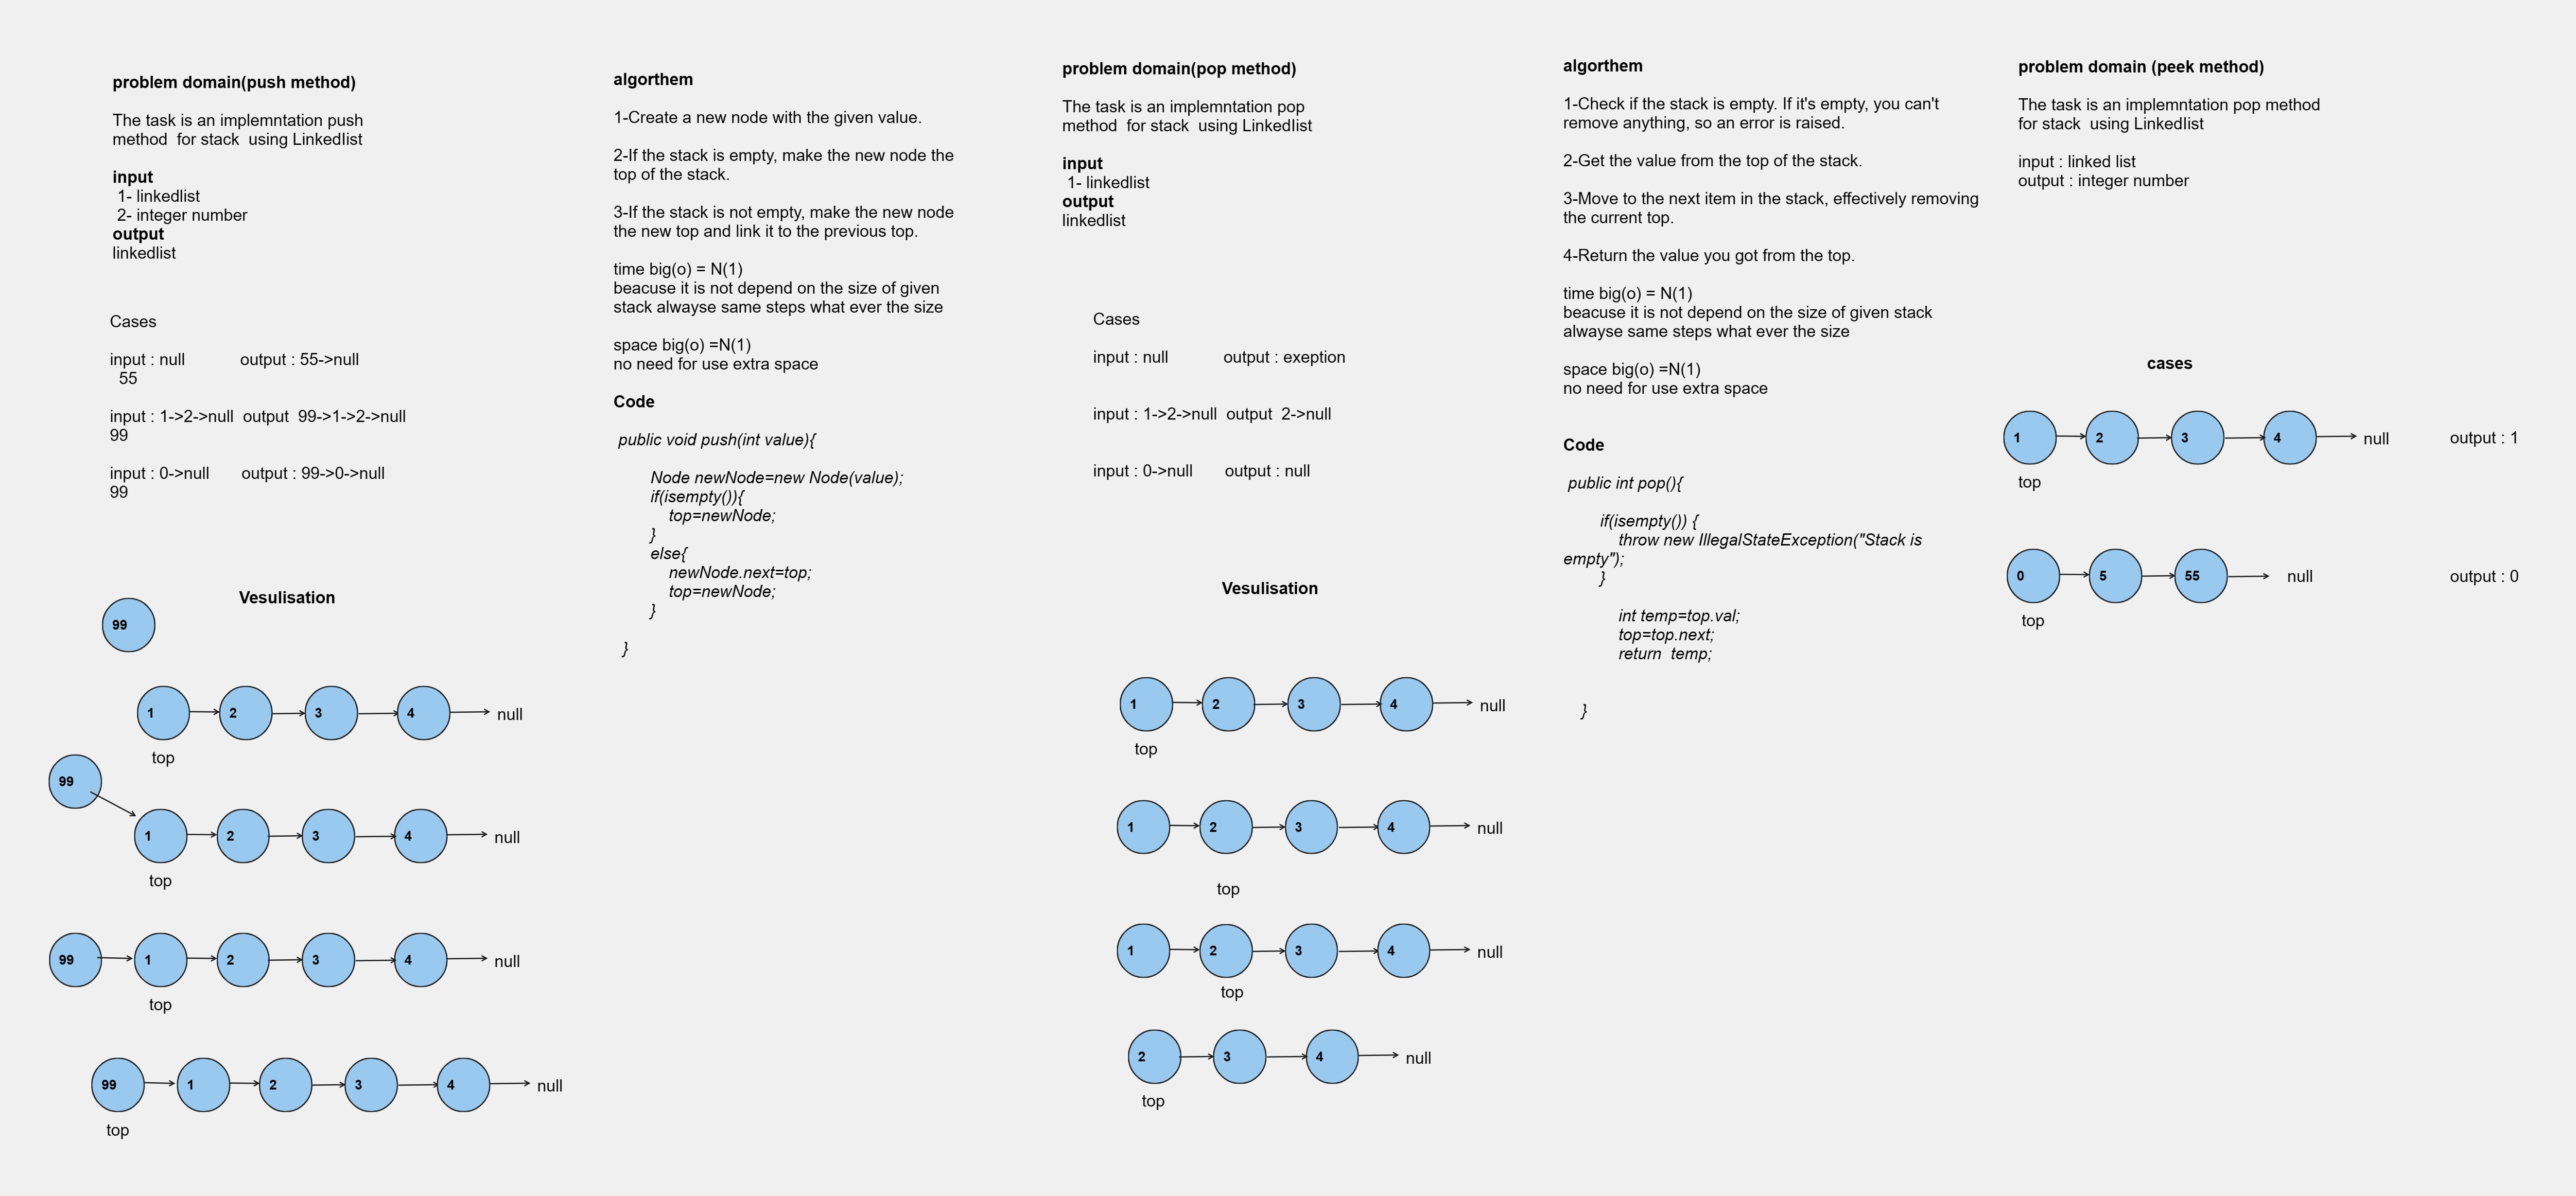 problem domain(push method)
The task is an implemntation push
method for stack using LinkedIist
input
1- linkedlist
2- integer number
output
linkedlist
Cases
input : null output : 55->null
55
input : 1->2->null output 99->1->2->null
99
input : 0->null output : 99->0->null
99
Vesulisation
99
1 2 3 4 null
top
99
1 2 3 4 null
top
99 1 2 3 4 null
top
99 1 2 3 4 null
top
algorthem
1-Create a new node with the given value.
2-If the stack is empty, make the new node the
top of the stack.
3-If the stack is not empty, make the new node
the new top and link it to the previous top.
time big(o) = N(1)
beacuse it is not depend on the size of given
stack alwayse same steps what ever the size
space big(o) =N(1)
no need for use extra space
Code
public void push(int value){
Node newNode=new Node(value);
if(isempty()){
top=newNode;
}
else{
newNode.next=top;
top=newNode;
}
}
problem domain(pop method)
The task is an implemntation pop
method for stack using LinkedIist
input
1- linkedlist
output
linkedlist
Cases
input : null output : exeption
input : 1->2->null output 2->null
input : 0->null output : null
Vesulisation
1 2 3 4 null
top
1 2 3 4 null
top
1 2 3 4 null
top
2 3 4 null
top
algorthem
1-Check if the stack is empty. If it's empty, you can't
remove anything, so an error is raised.
2-Get the value from the top of the stack.
3-Move to the next item in the stack, effectively removing
the current top.
4-Return the value you got from the top.
time big(o) = N(1)
beacuse it is not depend on the size of given stack
alwayse same steps what ever the size
space big(o) =N(1)
no need for use extra space
Code
public int pop(){
if(isempty()) {
throw new IllegalStateException("Stack is
empty");
}
int temp=top.val;
top=top.next;
return temp;
}
problem domain (peek method)
The task is an implemntation pop method
for stack using LinkedIist
input : linked list
output : integer number
cases
1 2 3 4 null output : 1
top
0 5 55 null output : 0
top